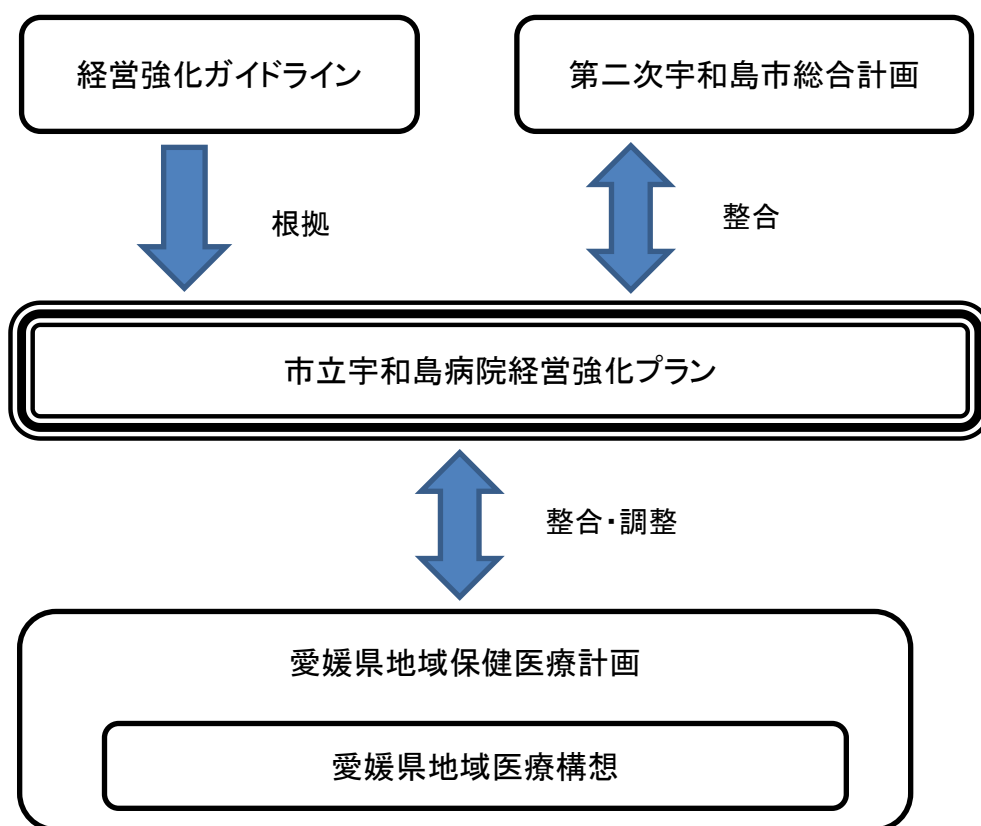 経営強化ガイドライン
第二次宇和島市総合計画
根拠
整合
市立宇和島病院経営強化プラン
整合・調整
愛媛県地域保健医療計画
愛媛県地域医療構想